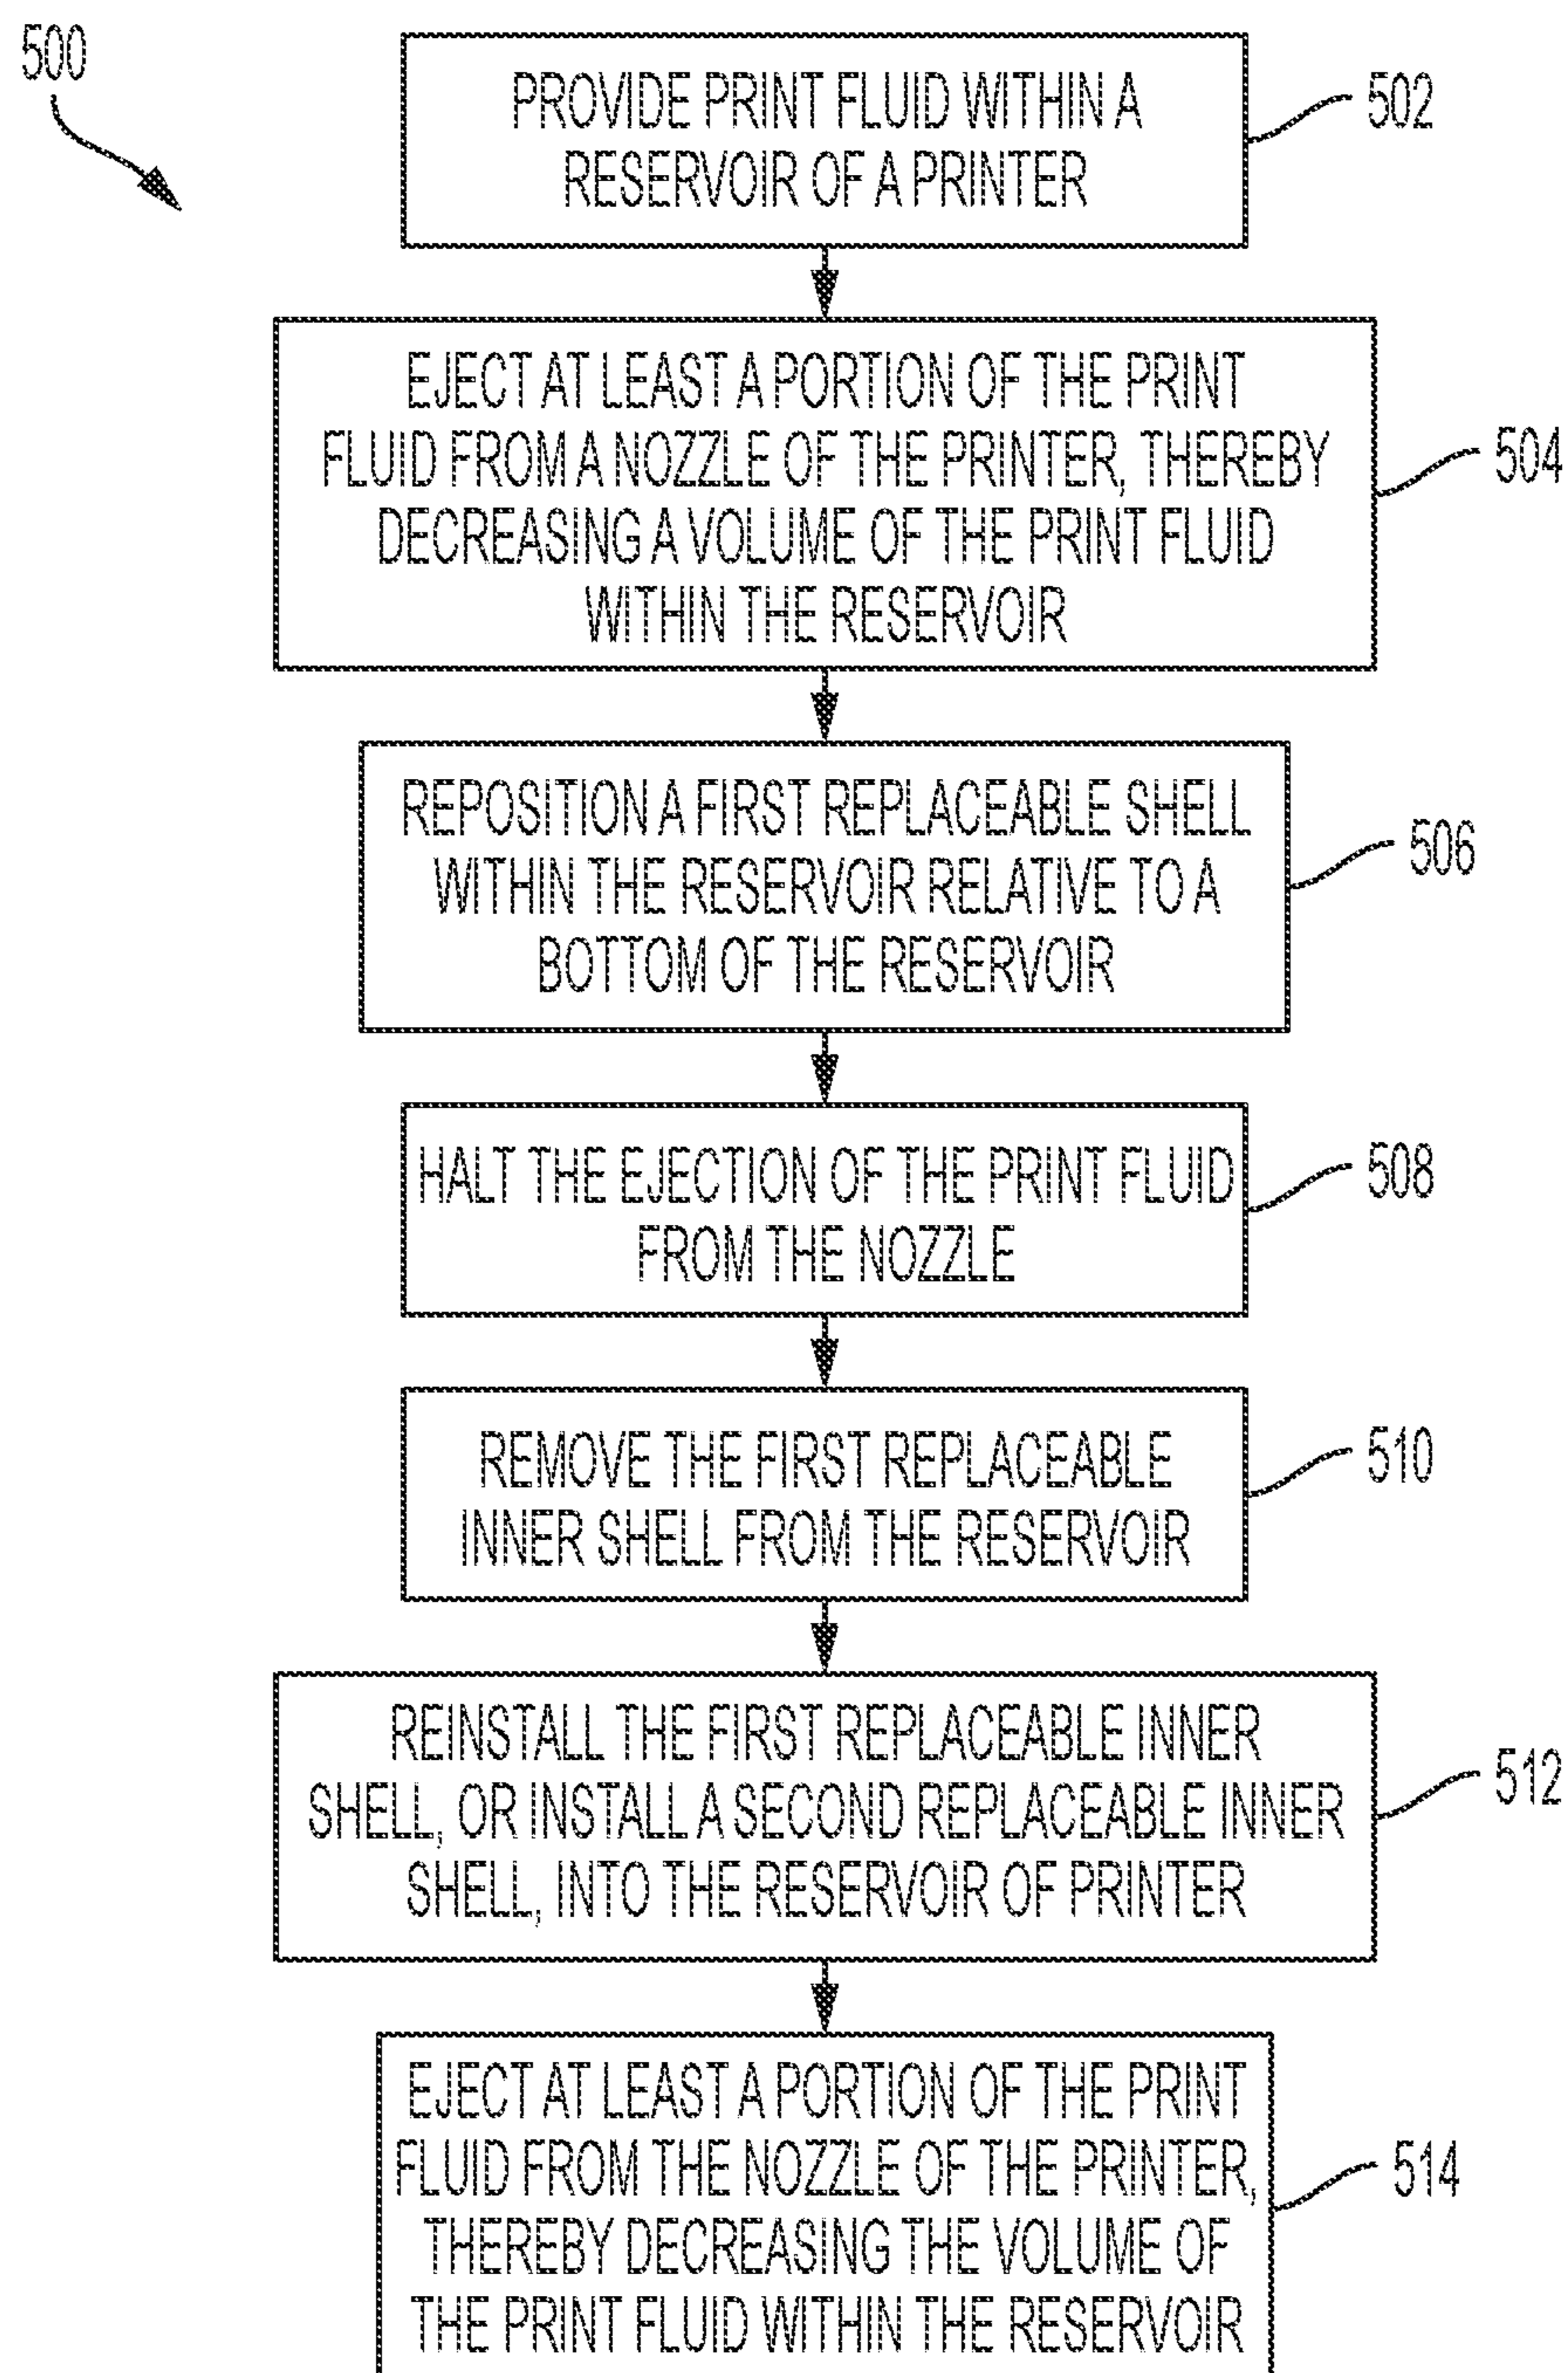 500
PROVIDE PRINT FLUID WITHIN A
RESERVOIR OF A PRINTER
502
EJECT AT LEAST A PORTION OF THE PRINT
FLUID FROM A NOZZLE OF THE PRINTER, THEREBY
DECREASING A VOLUME OF THE PRINT FLUID
WITHIN THE RESERVOIR
504
REPOSITION A FIRST REPLACEABLE SHELL
WITHIN THE RESERVOIR RELATIVE TO A
BOTTOM OF THE RESERVOIR
506
HALT THE EJECTION OF THE PRINT FLUID
FROM THE NOZZLE
508
REMOVE THE FIRST REPLACEABLE
INNER SHELL FROM THE RESERVOIR
510
REINSTALL THE FIRST REPLACEABLE INNER
SHELL, OR INSTALL A SECOND REPLACEABLE INNER
SHELL, INTO THE RESERVOIR OF PRINTER
512
EJECT AT LEAST A PORTION OF THE PRINT
FLUID FROM THE NOZZLE OF THE PRINTER,
THEREBY DECREASING THE VOLUME OF
THE PRINT FLUID WITHIN THE RESERVOIR
514